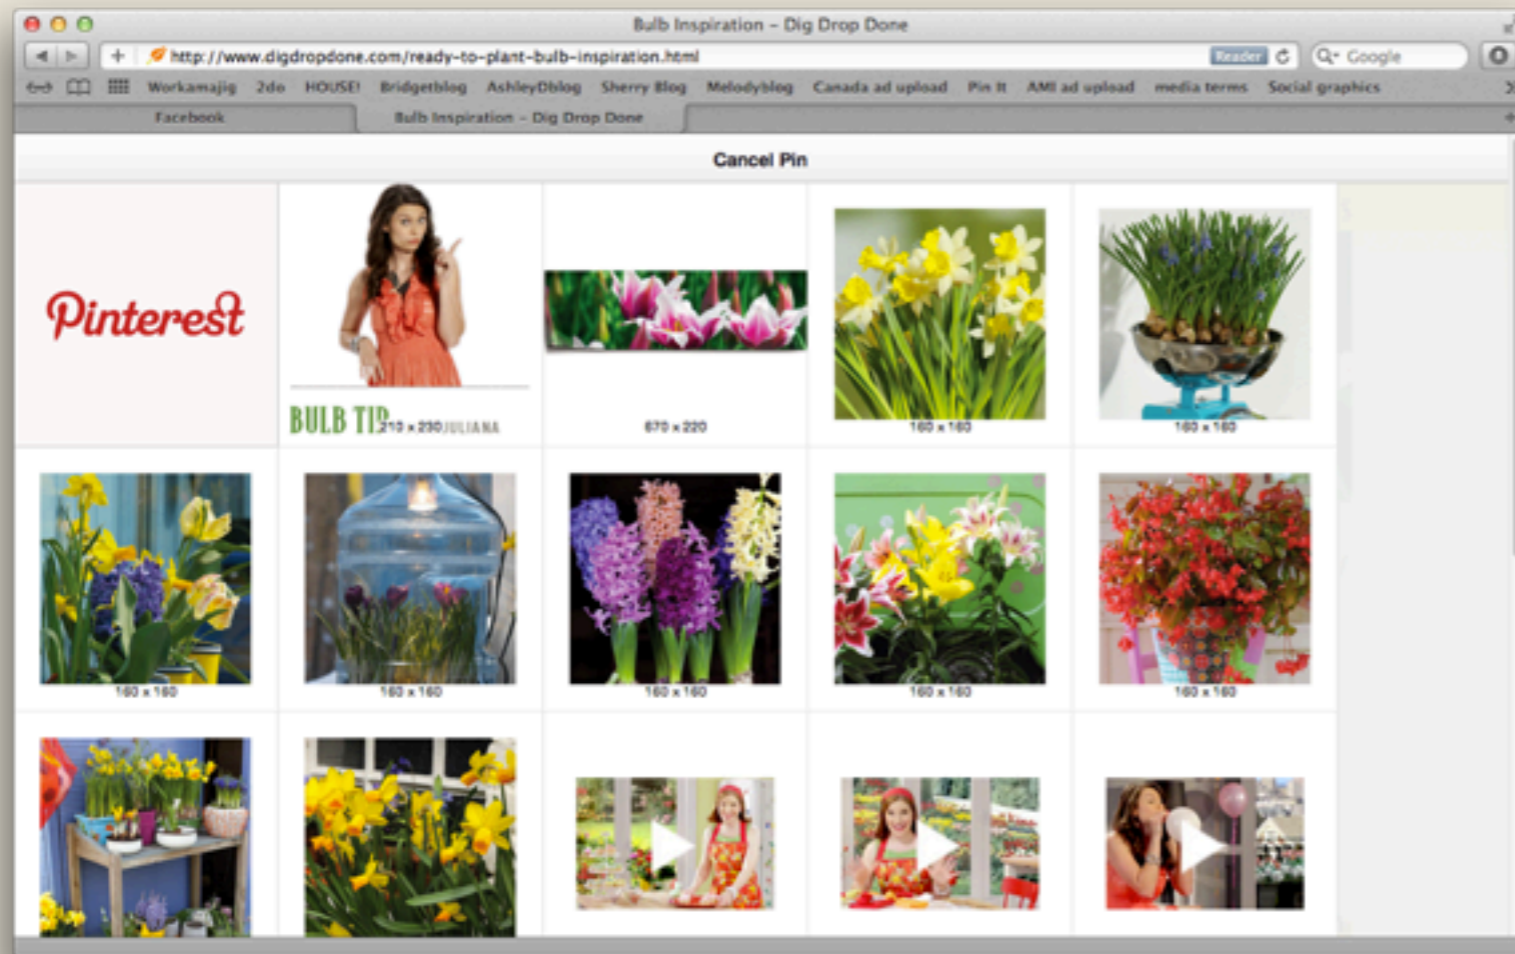 Bulb Inspiration – Dig Drop Done
http://www.digdropdone.com/ready-to-plant-bulb-inspiration.html
Reader
Google
Workamajig 2do HOUSE! Bridgetblog AshleyDblog Sherry Blog Melodyblog Canada ad upload Pin It AMI ad upload media terms Social graphics
Facebook
Bulb Inspiration – Dig Drop Done
Cancel Pin
Pinterest
BULB TIP JULIANA
210 x 230
670 x 220
160 x 160
160 x 160
160 x 160
160 x 160
160 x 160
160 x 160
160 x 160